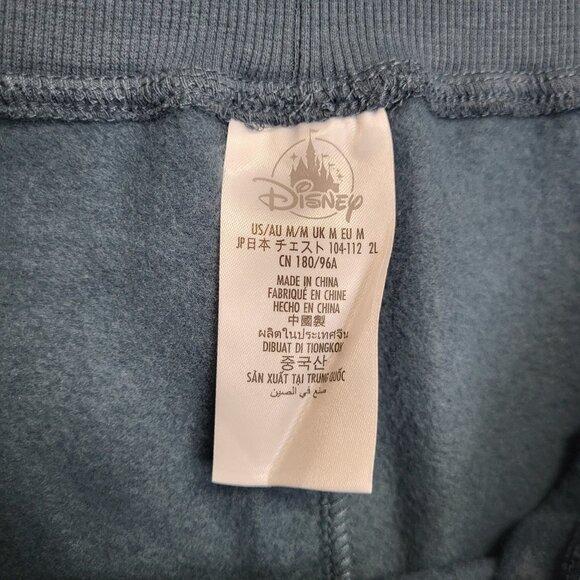 Disney
US/AU M/M UK M EU M
JP日本 チェスト 104-112 2L
CN 180/96A
MADE IN CHINA
FABRIQUÉ EN CHINE
HECHO EN CHINA
中國製
ผลิตในประเทศจีน
DIBUAT DI TIONGKOK
중국산
SẢN XUẤT TẠI TRUNG QUỐC
صنع في الصين